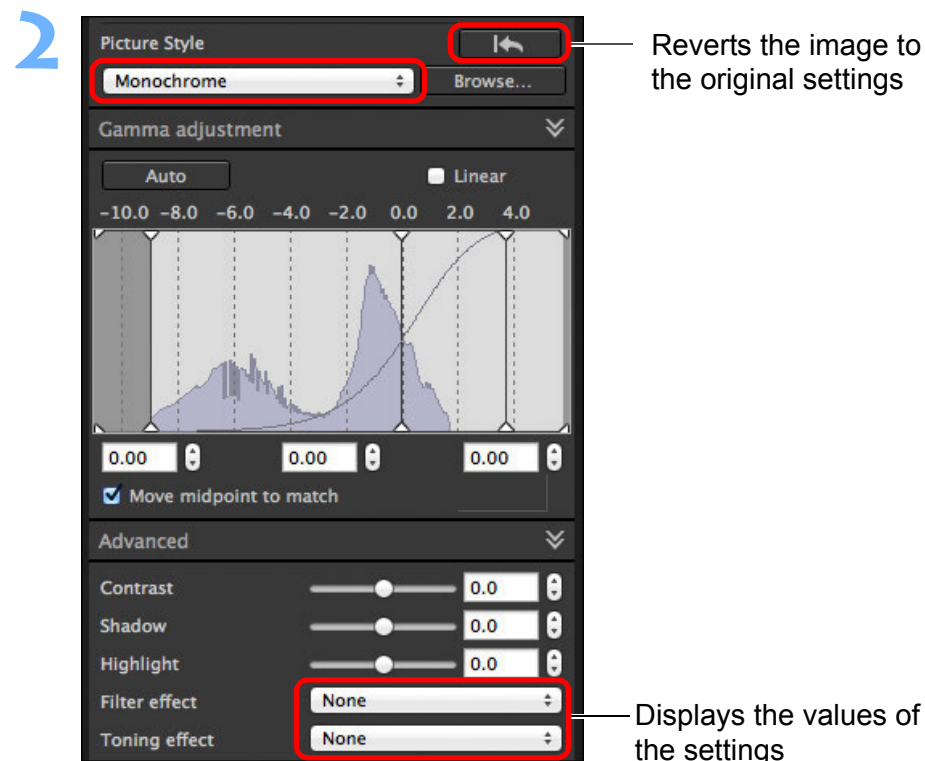 2
Picture Style
Reverts the image to
the original settings
Monochrome Browse...
Gamma adjustment
Auto Linear
-10.0 -8.0 -6.0 -4.0 -2.0 0.0 2.0 4.0
0.00 0.00 0.00
Move midpoint to match
Advanced
Contrast 0.0
Shadow 0.0
Highlight 0.0
Filter effect None
Toning effect None
Displays the values of
the settings